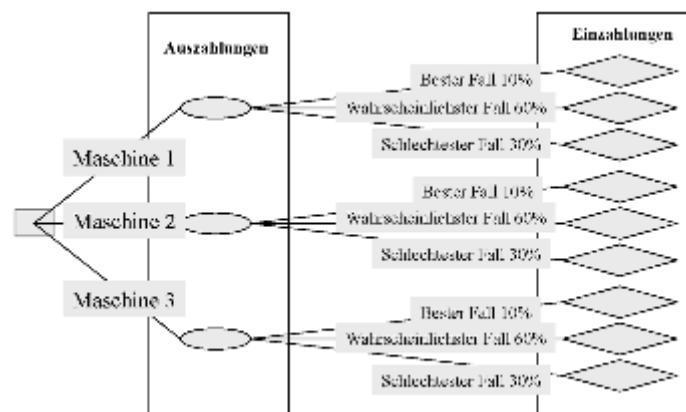 Auszahlungen
Einzahlungen
Bester Fall 10%
Wahrscheinlichster Fall 60%
Schlechtester Fall 30%
Maschine 1
Bester Fall 10%
Maschine 2
Wahrscheinlichster Fall 60%
Schlechtester Fall 30%
Maschine 3
Bester Fall 10%
Wahrscheinlichster Fall 60%
Schlechtester Fall 30%